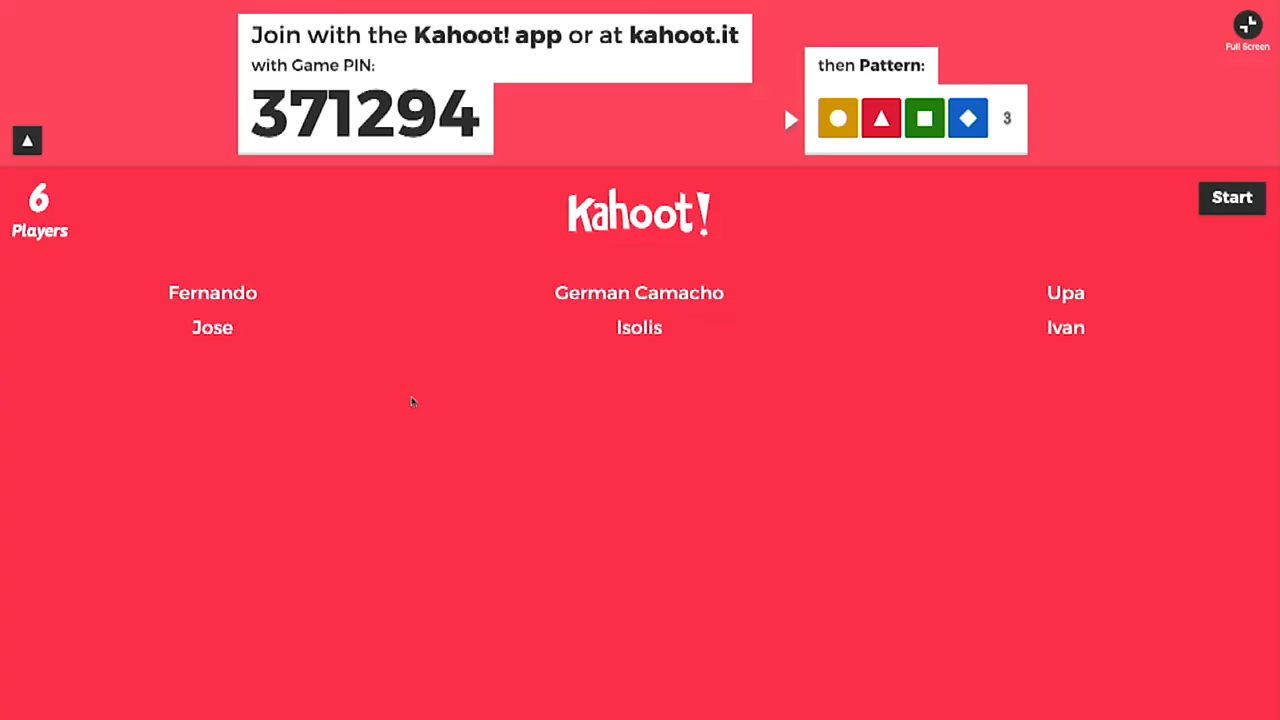 Join with the Kahoot! app or at kahoot.it
with Game PIN:
371294
then Pattern:
3
Full Screen
6
Players
Kahoot!
Start
Fernando
German Camacho
Upa
Jose
Isolis
Ivan